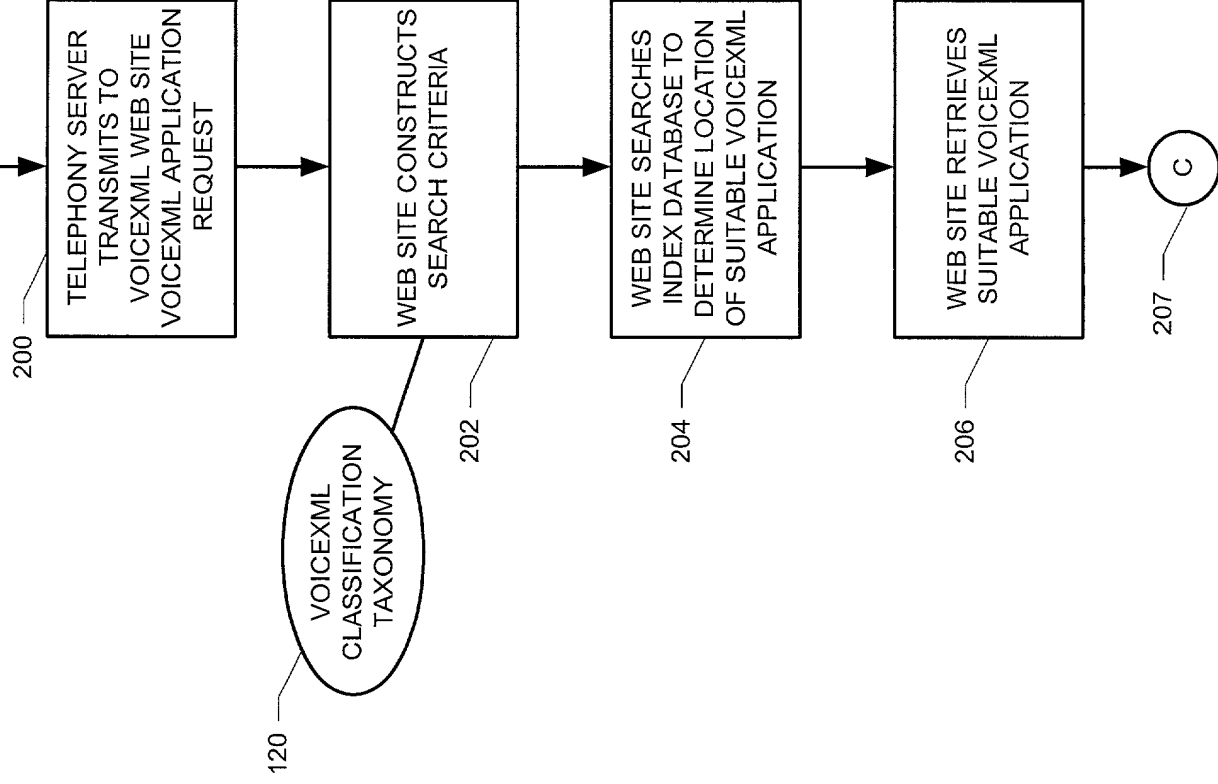 TELEPHONY SERVER
TRANSMITS TO
VOICEXML WEB SITE
VOICEXML APPLICATION
REQUEST
200
WEB SITE CONSTRUCTS
SEARCH CRITERIA
202
VOICEXML
CLASSIFICATION
TAXONOMY
120
WEB SITE SEARCHES
INDEX DATABASE TO
DETERMINE LOCATION
OF SUITABLE VOICEXML
APPLICATION
204
WEB SITE RETRIEVES
SUITABLE VOICEXML
APPLICATION
206
C
207